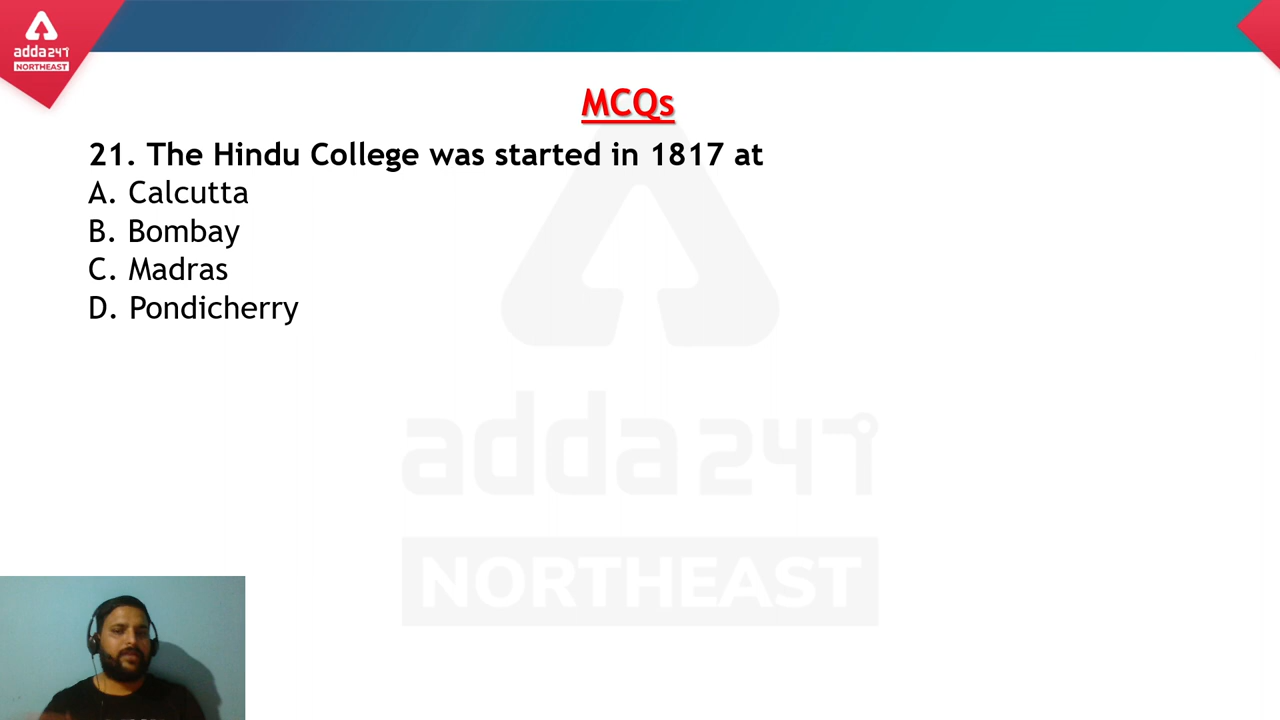 adda247
NORTHEAST
MCQs
21. The Hindu College was started in 1817 at
A. Calcutta
B. Bombay
C. Madras
D. Pondicherry
adda247
NORTHEAST